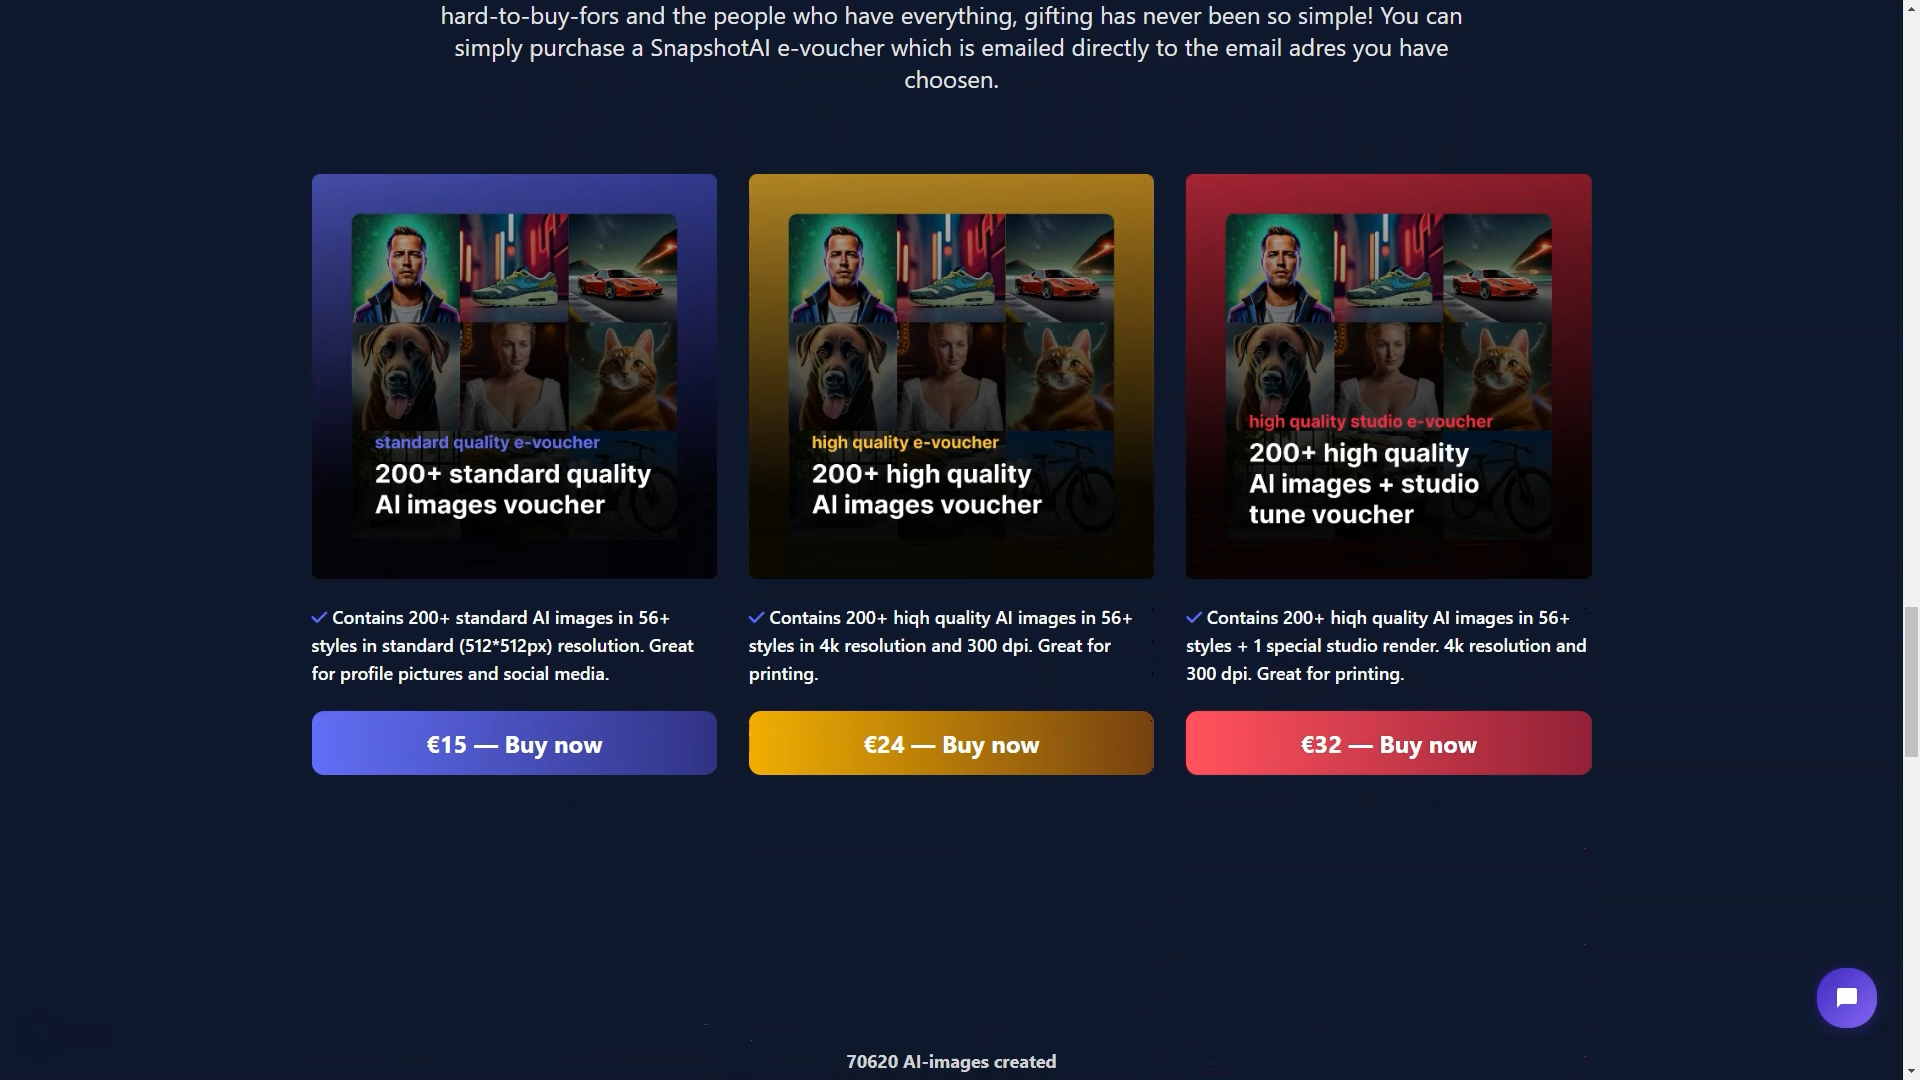 hard-to-buy-fors and the people who have everything, gifting has never been so simple! You can
simply purchase a SnapshotAI e-voucher which is emailed directly to the email adres you have
choosen.
standard quality e-voucher
200+ standard quality
AI images voucher
high quality e-voucher
200+ high quality
AI images voucher
high quality studio e-voucher
200+ high quality
AI images + studio
tune voucher
Contains 200+ standard AI images in 56+
styles in standard (512*512px) resolution. Great
for profile pictures and social media.
Contains 200+ hiqh quality AI images in 56+
styles in 4k resolution and 300 dpi. Great for
printing.
Contains 200+ hiqh quality AI images in 56+
styles + 1 special studio render. 4k resolution and
300 dpi. Great for printing.
€15 — Buy now
€24 — Buy now
€32 — Buy now
70620 AI-images created